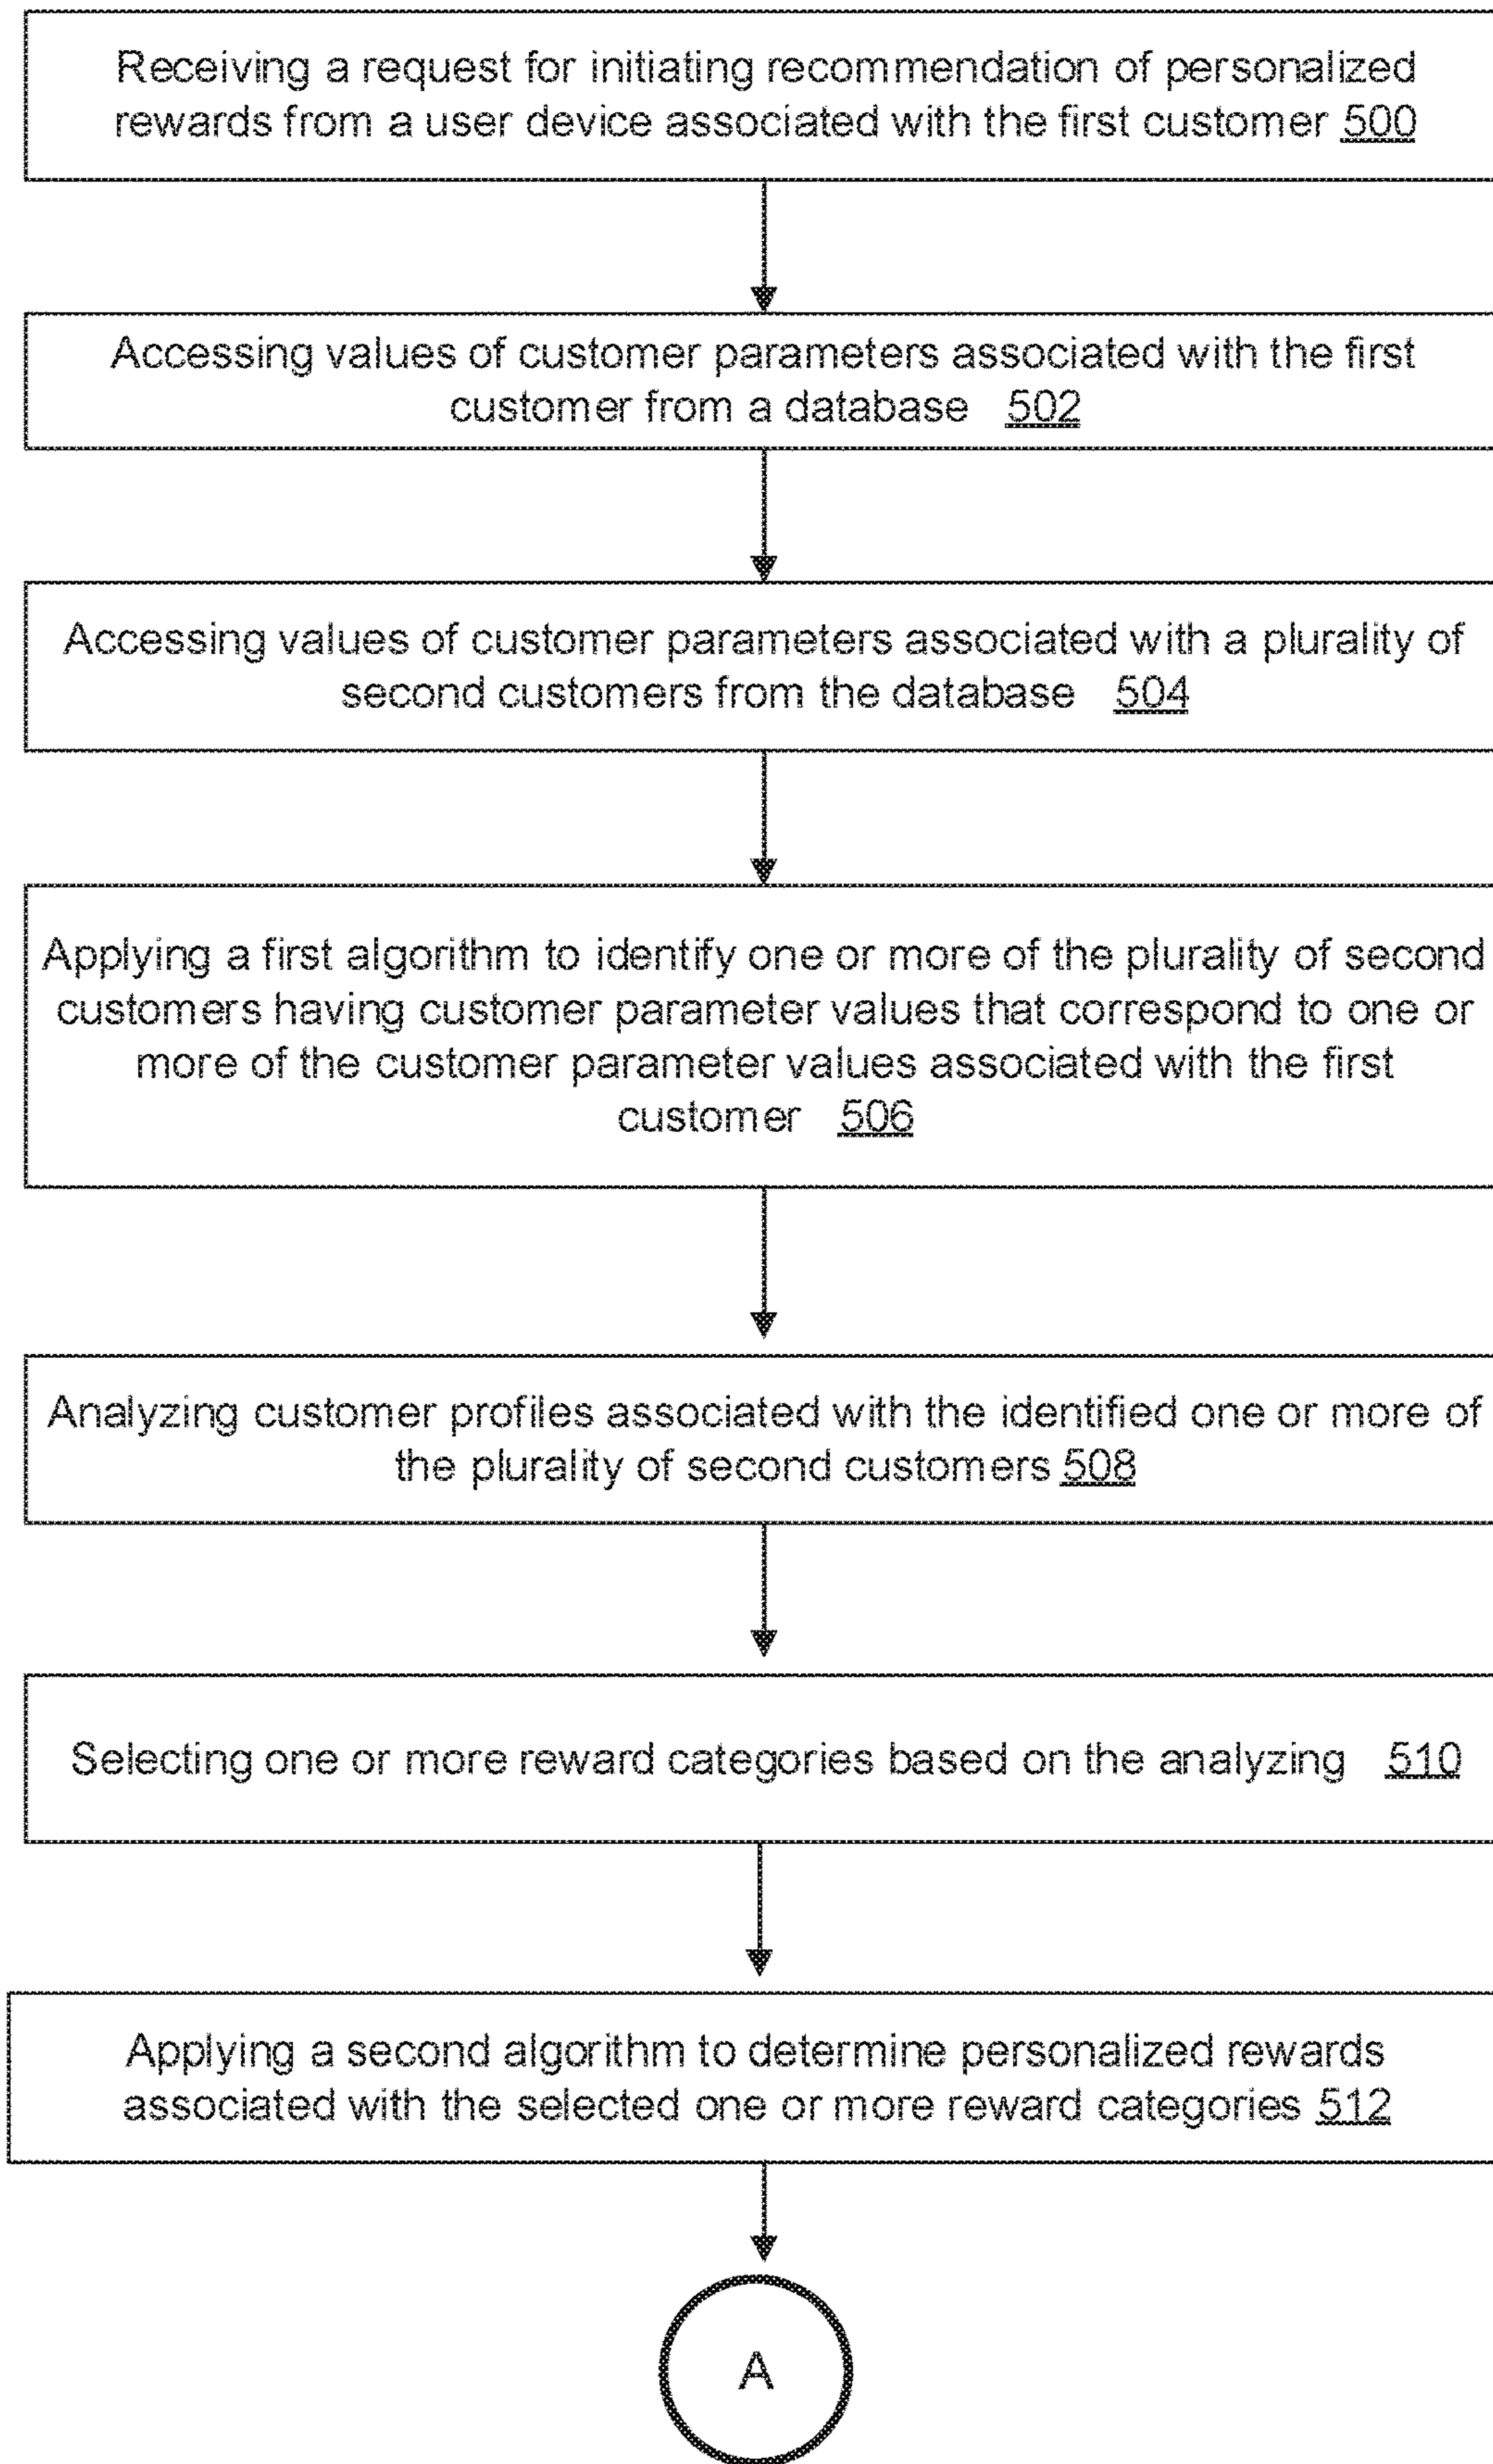 Receiving a request for initiating recommendation of personalized
rewards from a user device associated with the first customer 500
Accessing values of customer parameters associated with the first
customer from a database 502
Accessing values of customer parameters associated with a plurality of
second customers from the database 504
Applying a first algorithm to identify one or more of the plurality of second
customers having customer parameter values that correspond to one or
more of the customer parameter values associated with the first
customer 506
Analyzing customer profiles associated with the identified one or more of
the plurality of second customers 508
Selecting one or more reward categories based on the analyzing 510
Applying a second algorithm to determine personalized rewards
associated with the selected one or more reward categories 512
A